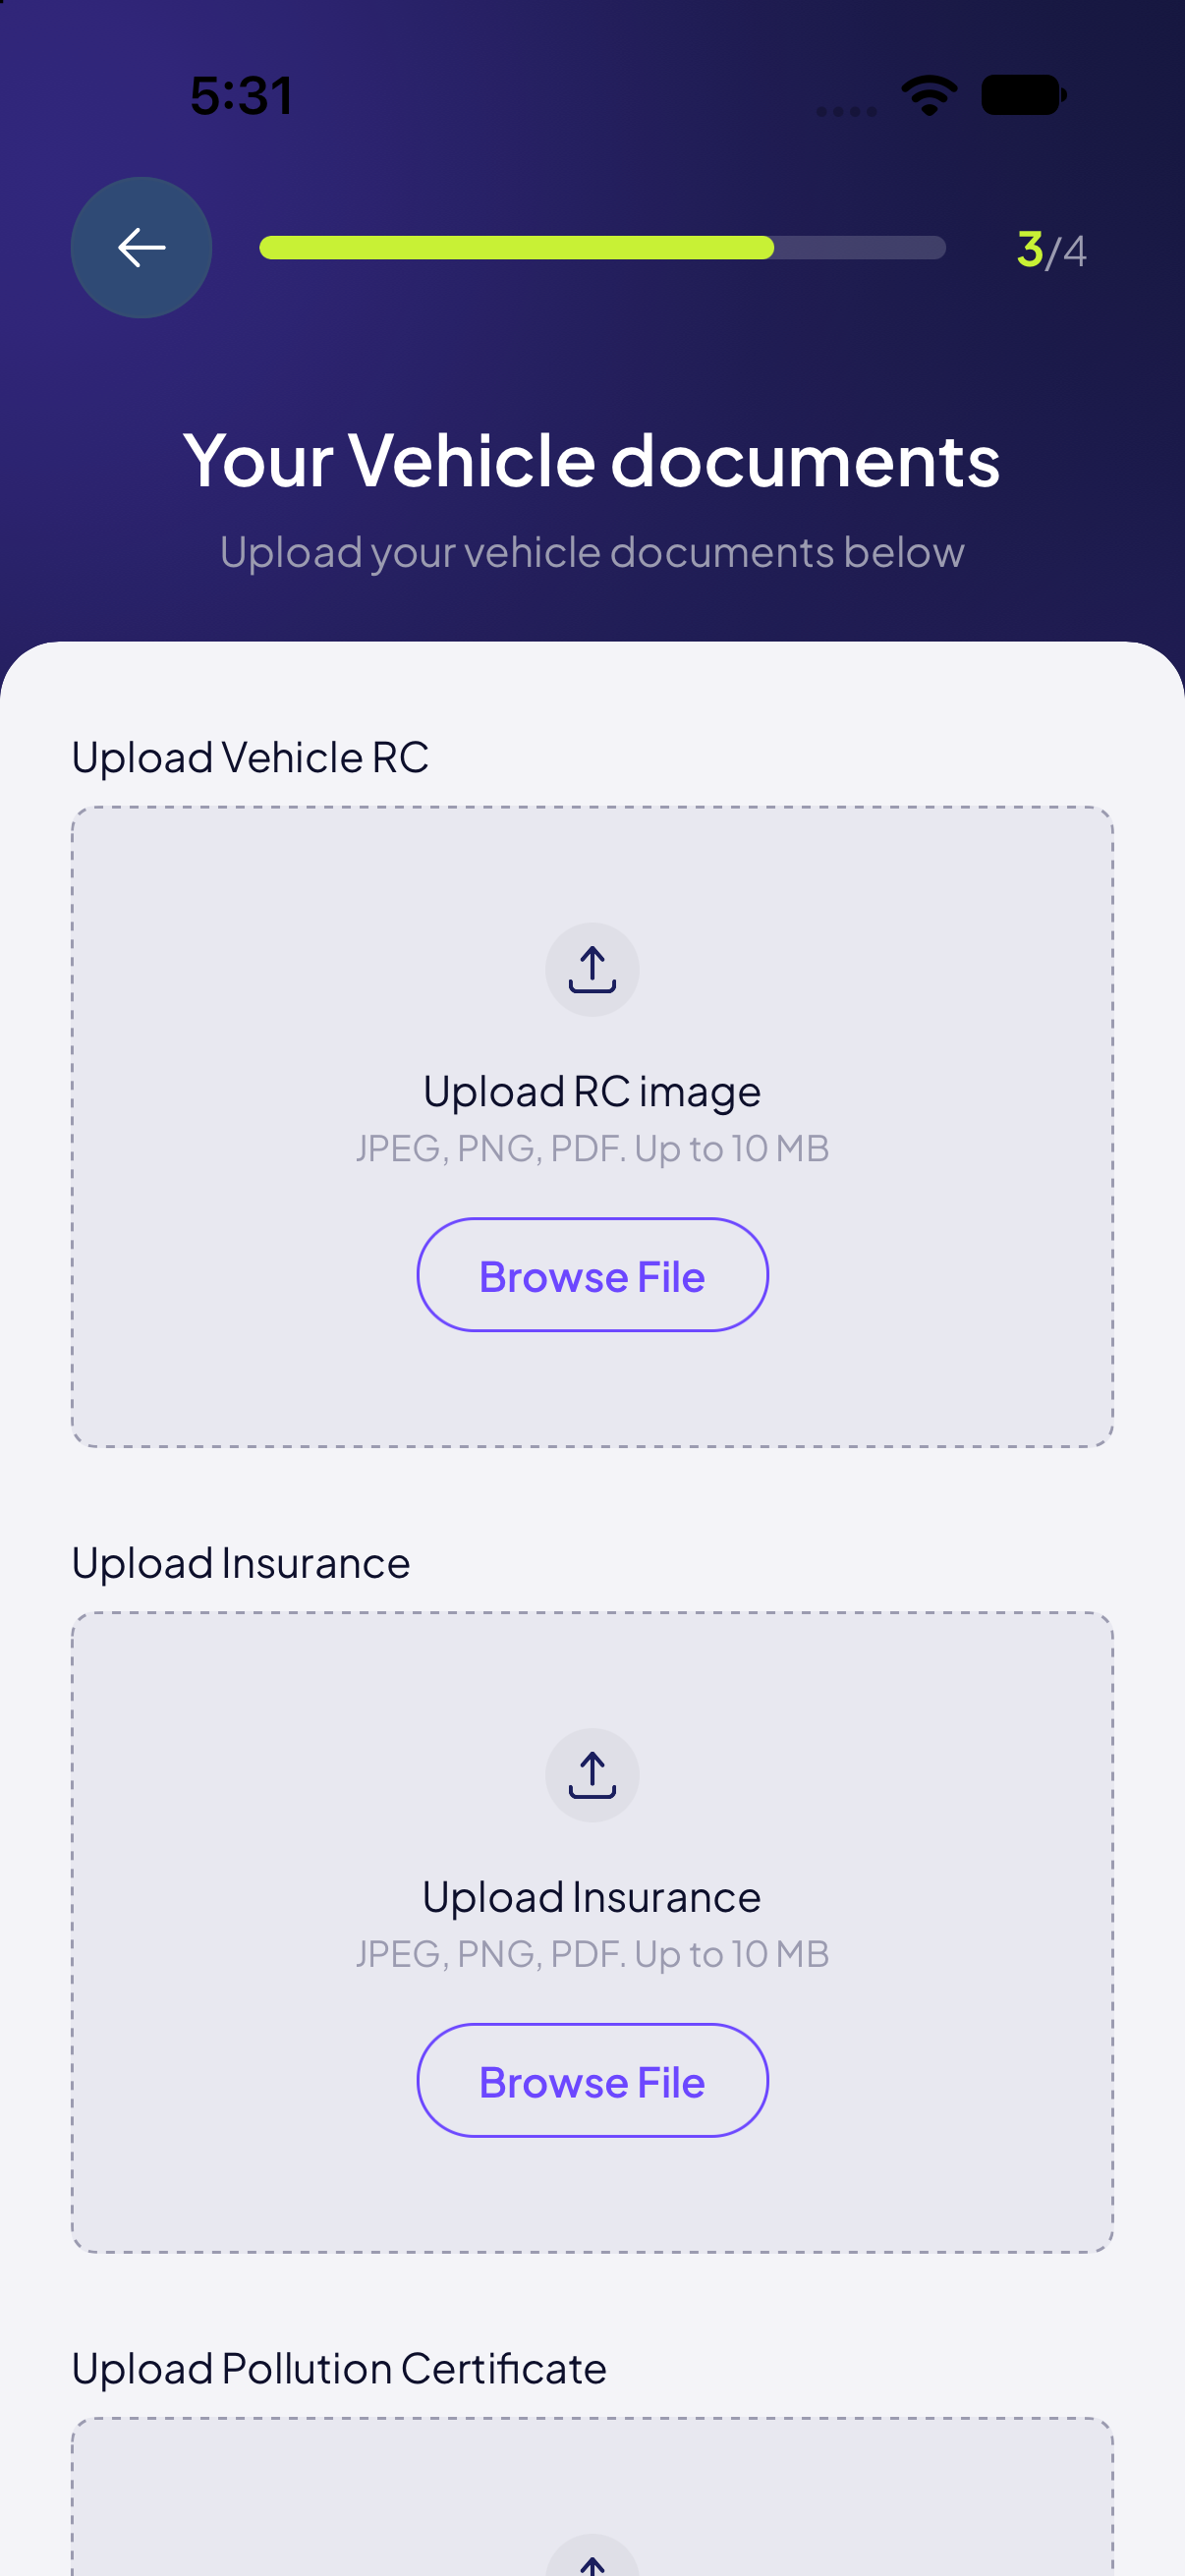 5:31
3/4
Your Vehicle documents
Upload your vehicle documents below
Upload Vehicle RC
Upload RC image
JPEG, PNG, PDF. Up to 10 MB
Browse File
Upload Insurance
Upload Insurance
JPEG, PNG, PDF. Up to 10 MB
Browse File
Upload Pollution Certificate